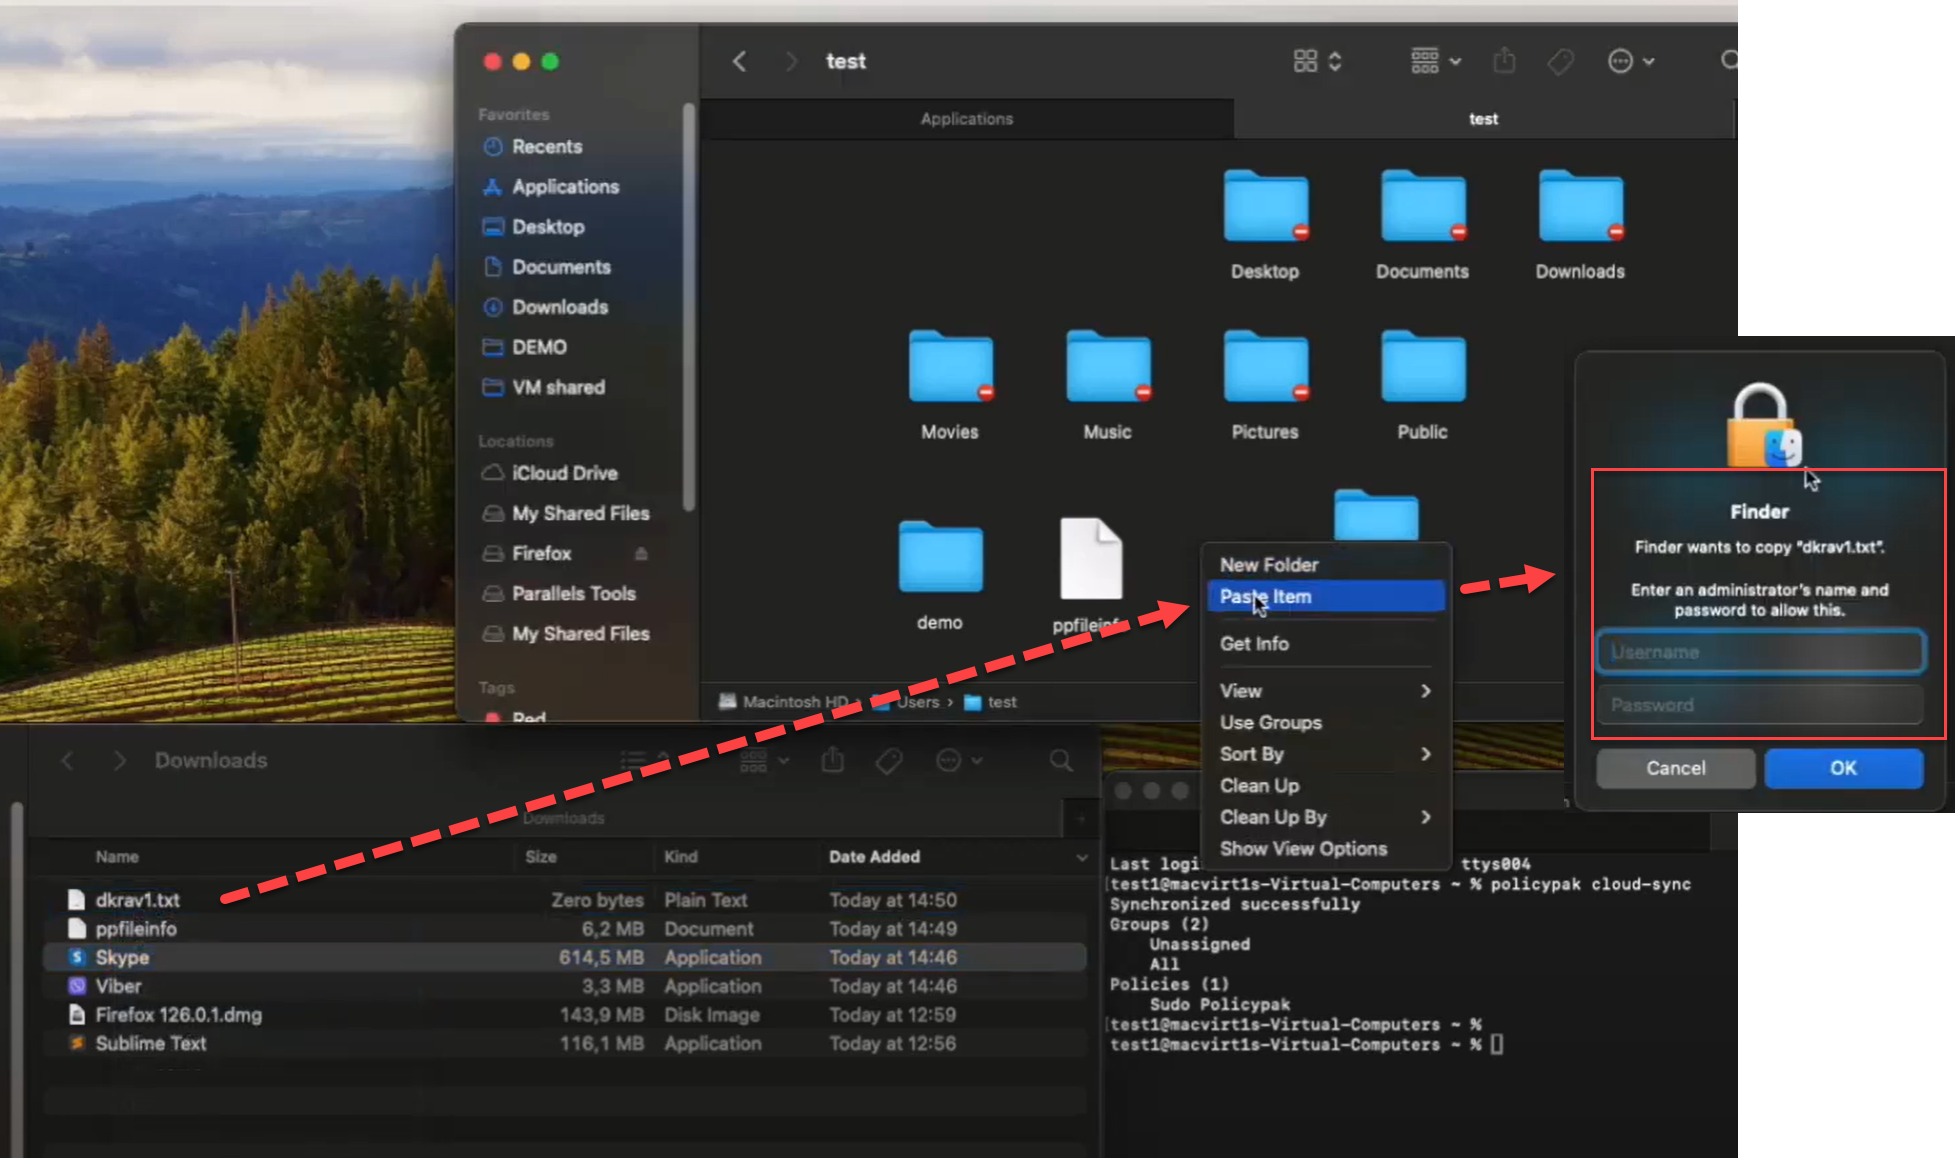 test
Applications
test
Favorites
Recents
Applications
Desktop
Documents
Downloads
DEMO
VM shared
Locations
iCloud Drive
My Shared Files
Firefox
Parallels Tools
My Shared Files
Tags
Red
Desktop
Documents
Downloads
Movies
Music
Pictures
Public
demo
ppfileinfo
Macintosh HD › Users › test
New Folder
Paste Item
Get Info
View
Use Groups
Sort By
Clean Up
Clean Up By
Show View Options
Finder
Finder wants to copy “dkrav1.txt”.
Enter an administrator’s name and
password to allow this.
Username
Password
Cancel
OK
Downloads
Downloads
Name Size Kind Date Added
dkrav1.txt Zero bytes Plain Text Today at 14:50
ppfileinfo 6,2 MB Document Today at 14:49
Skype 614,5 MB Application Today at 14:46
Viber 3,3 MB Application Today at 14:46
Firefox 126.0.1.dmg 143,9 MB Disk Image Today at 12:59
Sublime Text 116,1 MB Application Today at 12:56
Last logi ttys004
[test1@macvirt1s-Virtual-Computers ~ % policypak cloud-sync
Synchronized successfully
Groups (2)
Unassigned
All
Policies (1)
Sudo Policypak
[test1@macvirt1s-Virtual-Computers ~ %
test1@macvirt1s-Virtual-Computers ~ %